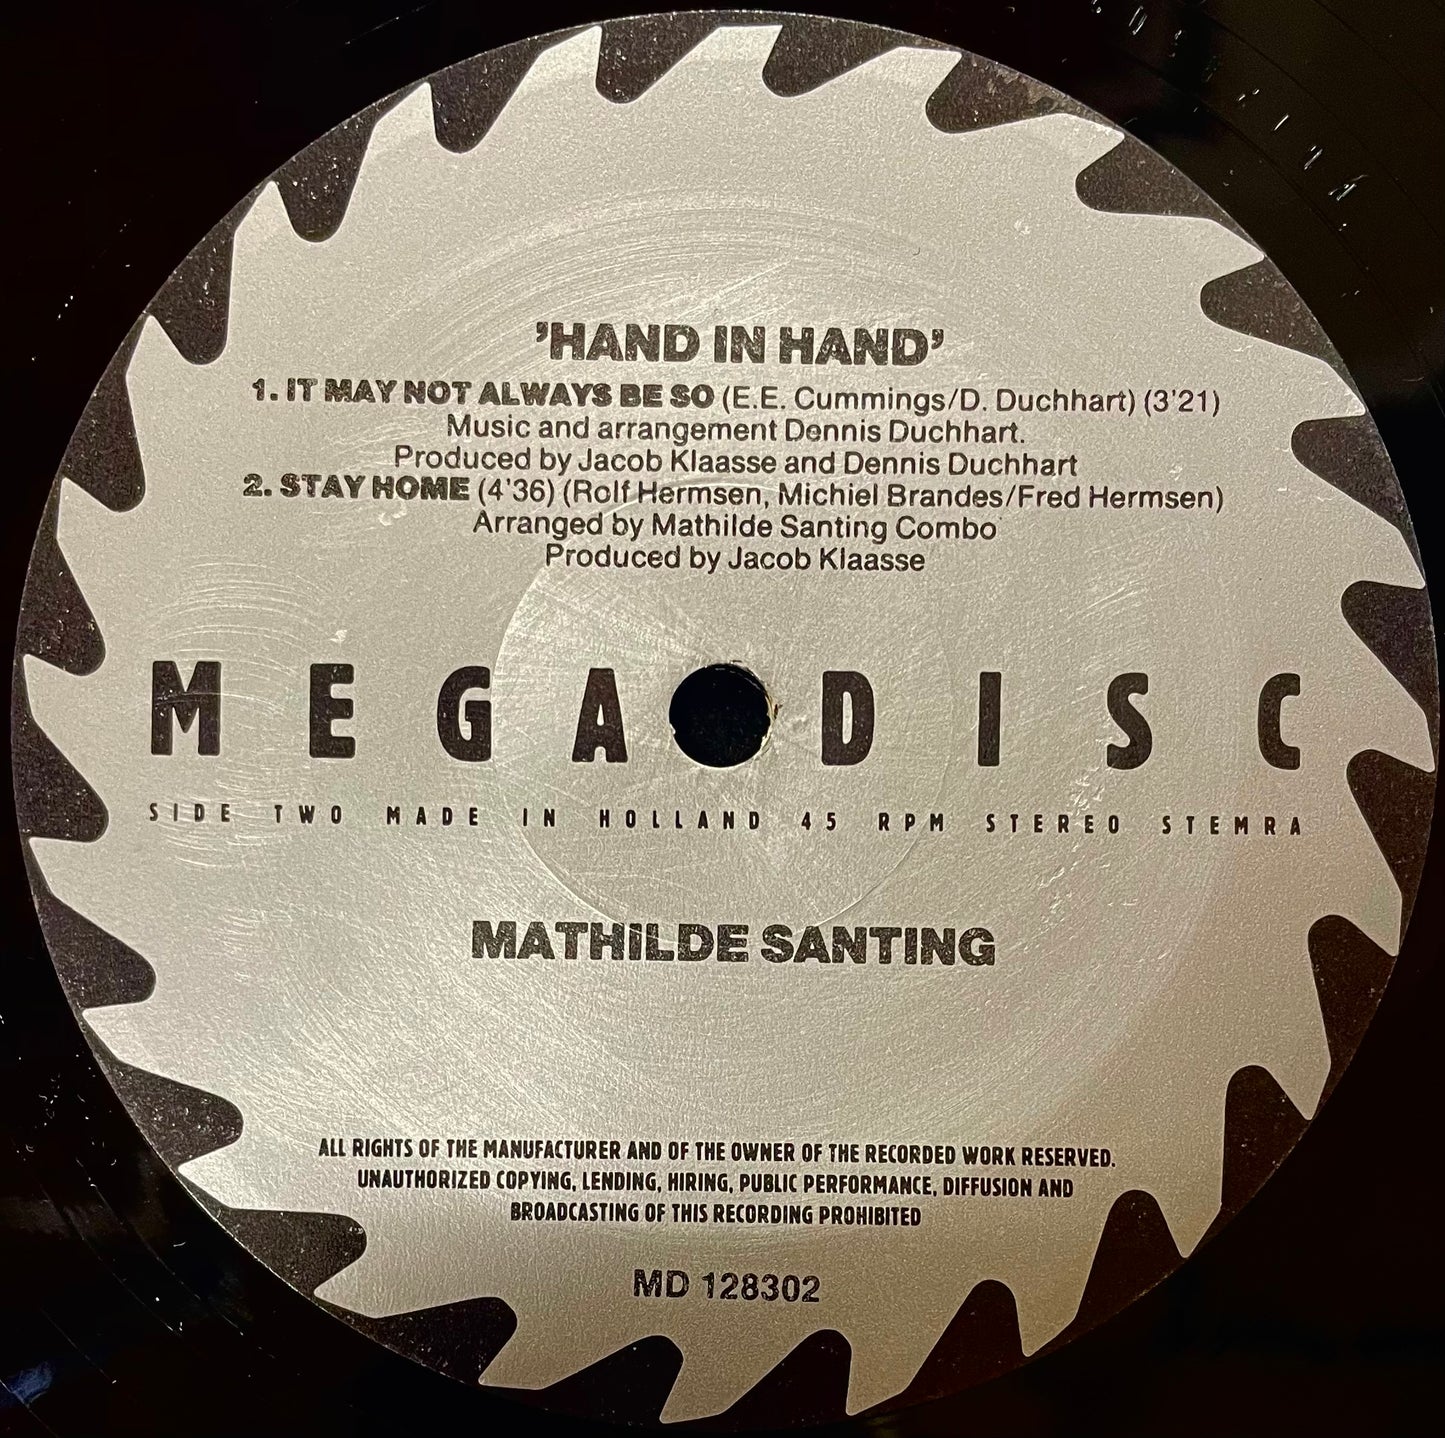 'HAND IN HAND'
1. IT MAY NOT ALWAYS BE SO (E.E. Cummings/D. Duchhart) (3'21)
Music and arrangement Dennis Duchhart.
Produced by Jacob Klaasse and Dennis Duchhart
2. STAY HOME (4'36) (Rolf Hermsen, Michiel Brandes/Fred Hermsen)
Arranged by Mathilde Santing Combo
Produced by Jacob Klaasse
MEGADISC
SIDE TWO MADE IN HOLLAND 45 RPM STEREO STEMRA
MATHILDE SANTING
ALL RIGHTS OF THE MANUFACTURER AND OF THE OWNER OF THE RECORDED WORK RESERVED.
UNAUTHORIZED COPYING, LENDING, HIRING, PUBLIC PERFORMANCE, DIFFUSION AND
BROADCASTING OF THIS RECORDING PROHIBITED
MD 128302